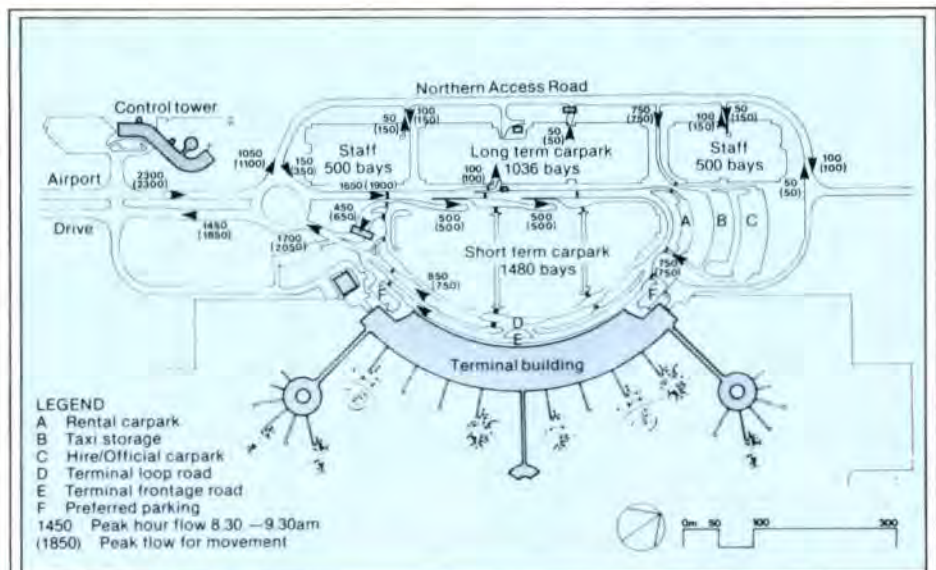 Northern Access Road
Control tower
Airport
Drive
2300
(2300)
1450
(1850)
1050
(1100)
150
(350)
1700
(2050)
50
(150)
100
(150)
Staff
500 bays
1650 (1900)
450
(650)
100
(100)
50
(50)
Long term carpark
1036 bays
500
(500)
500
(500)
750
(750)
100
(150)
50
(150)
Staff
500 bays
100
(100)
50
(50)
A
B
C
Short term carpark
1480 bays
850
(750)
750
(750)
F
F
D
E
Terminal building
LEGEND
A Rental carpark
B Taxi storage
C Hire/Official carpark
D Terminal loop road
E Terminal frontage road
F Preferred parking
1450 Peak hour flow 8.30 —9.30am
(1850) Peak flow for movement
0m 50 100 300